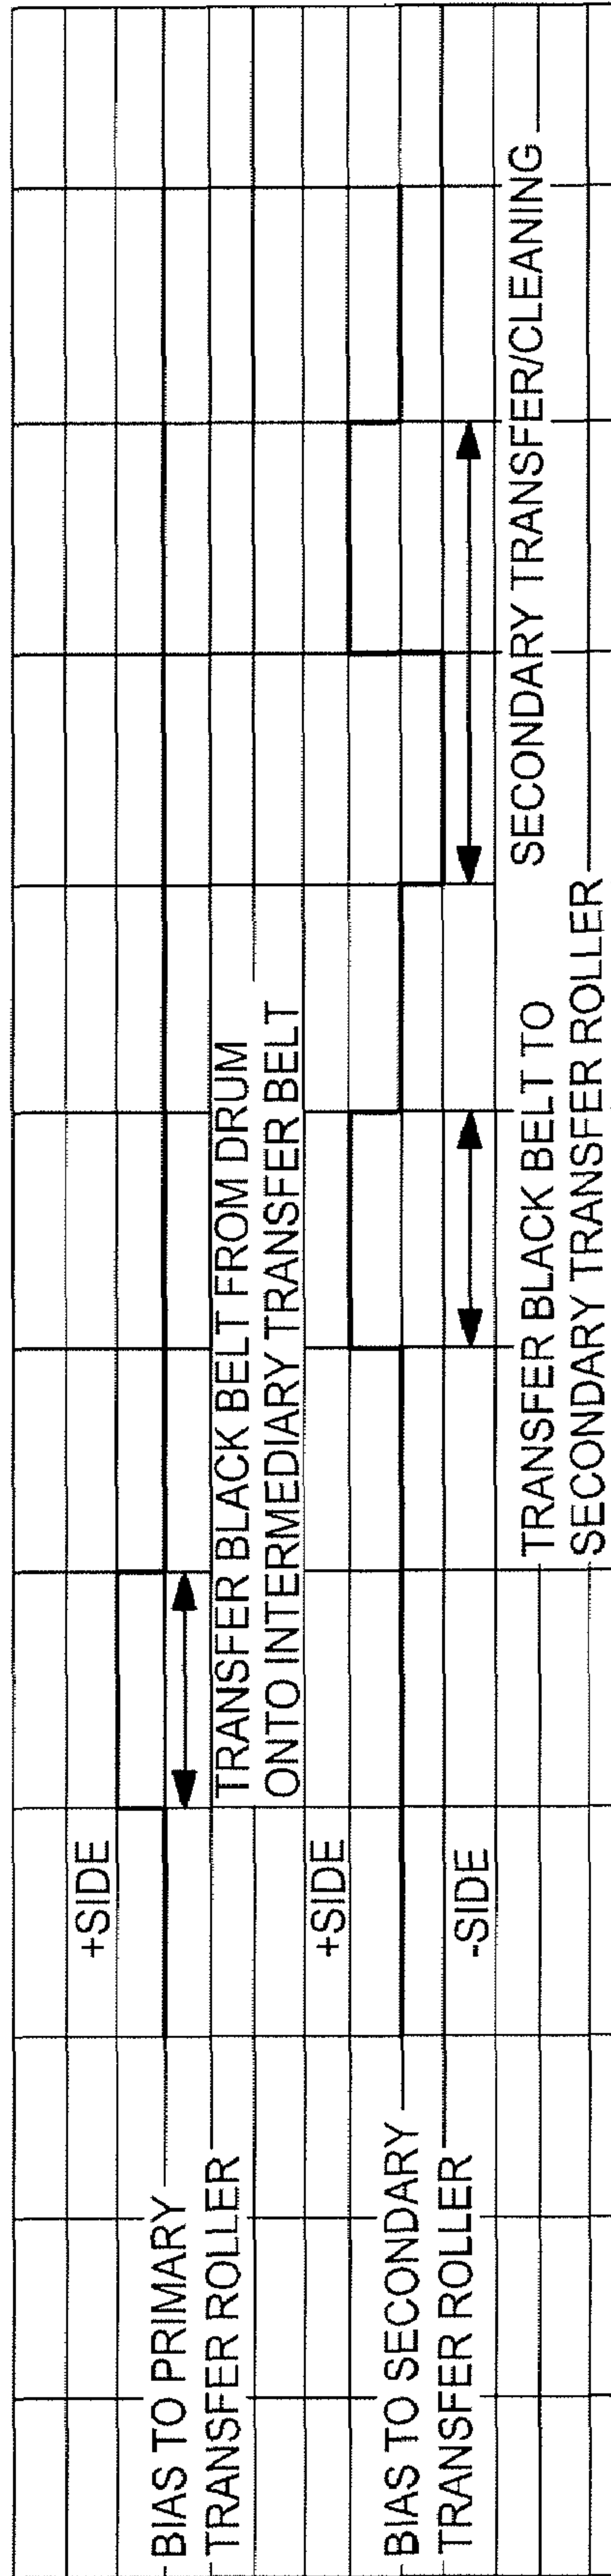 BIAS TO PRIMARY
TRANSFER ROLLER
+SIDE
TRANSFER BLACK BELT FROM DRUM
ONTO INTERMEDIARY TRANSFER BELT
BIAS TO SECONDARY
TRANSFER ROLLER
+SIDE
-SIDE
TRANSFER BLACK BELT TO
SECONDARY TRANSFER ROLLER
SECONDARY TRANSFER/CLEANING